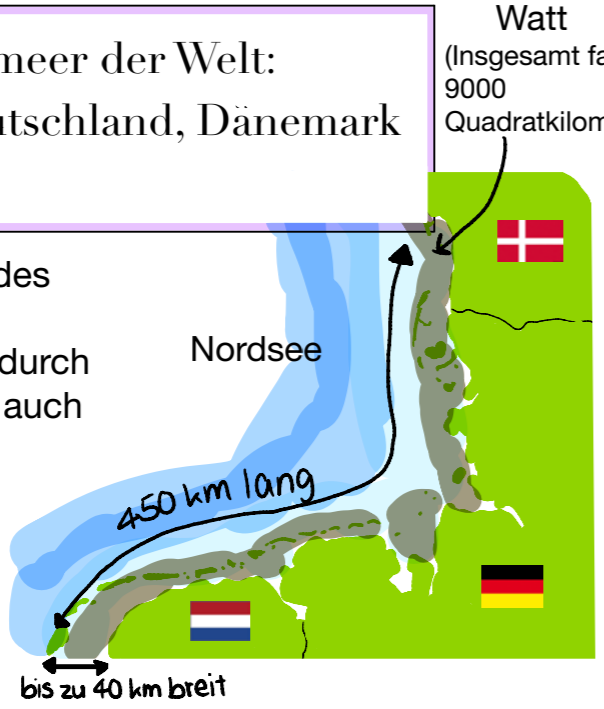 meer der Welt:
utschland, Dänemark
Watt
(Insgesamt fa
9000
Quadratkilom
des
durch
auch
Nordsee
450 km lang
bis zu 40 km breit